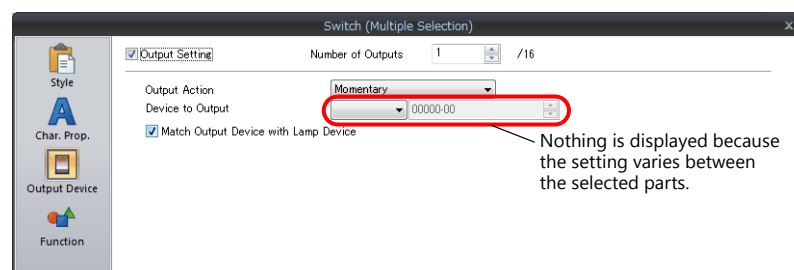 Switch (Multiple Selection)
x
Output Setting
Number of Outputs 1 /16
Style
Output Action Momentary
Device to Output 00000-00
Char. Prop.
Match Output Device with Lamp Device
Nothing is displayed because
the setting varies between
the selected parts.
Output Device
Function